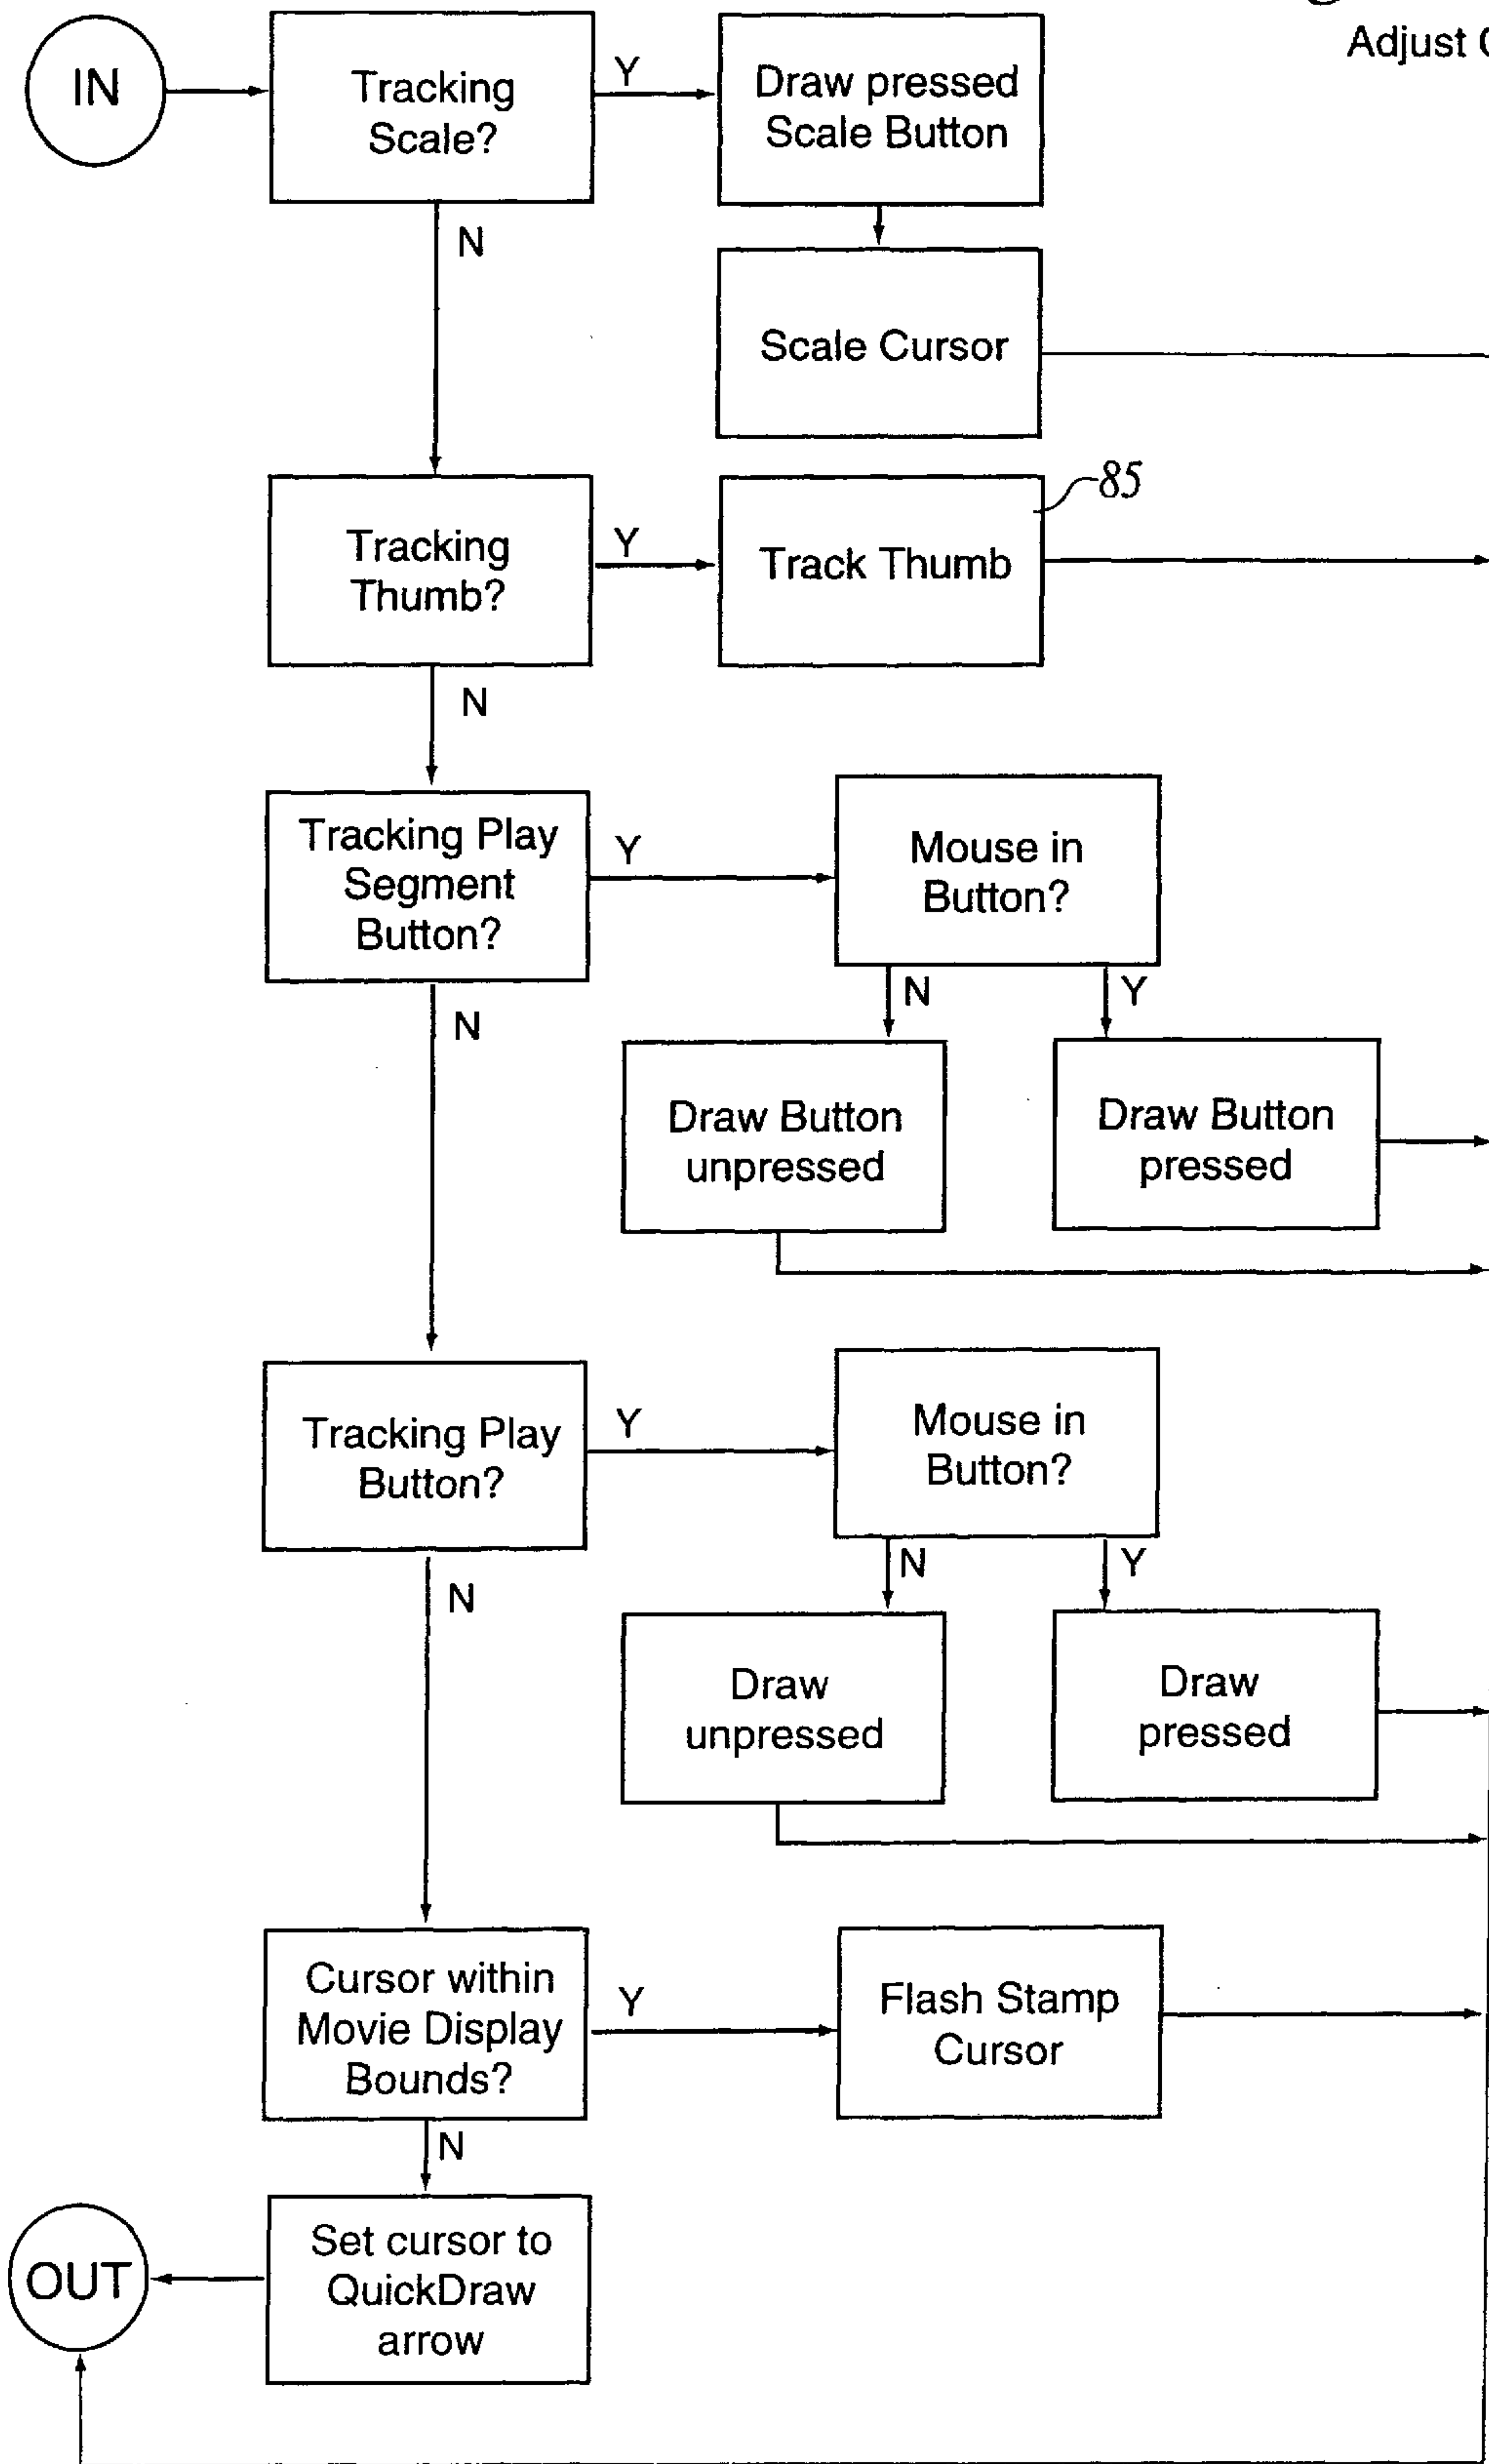 Adjust
IN
Tracking
Scale?
Y
Draw pressed
Scale Button
N
Scale Cursor
85
Tracking
Thumb?
Y
Track Thumb
N
Tracking Play
Segment
Button?
Y
Mouse in
Button?
N
Y
N
Draw Button
unpressed
Draw Button
pressed
Tracking Play
Button?
Y
Mouse in
Button?
N
Y
N
Draw
unpressed
Draw
pressed
Cursor within
Movie Display
Bounds?
Y
Flash Stamp
Cursor
N
Set cursor to
QuickDraw
arrow
OUT